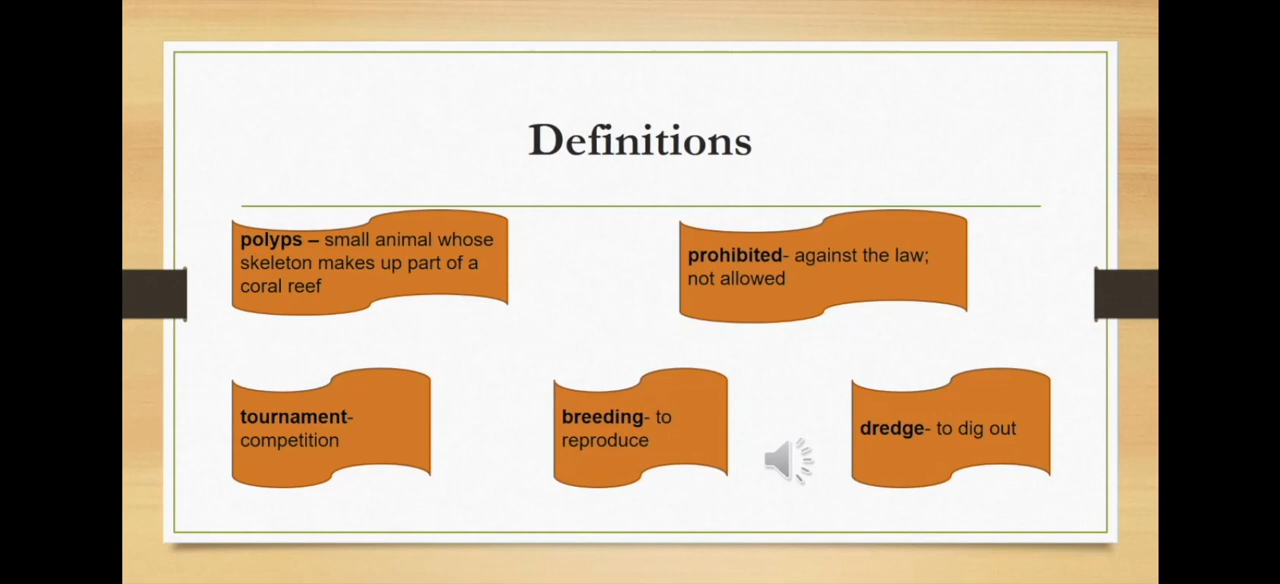 Definitions
polyps – small animal whose
skeleton makes up part of a
coral reef
prohibited- against the law;
not allowed
tournament-
competition
breeding- to
reproduce
dredge- to dig out